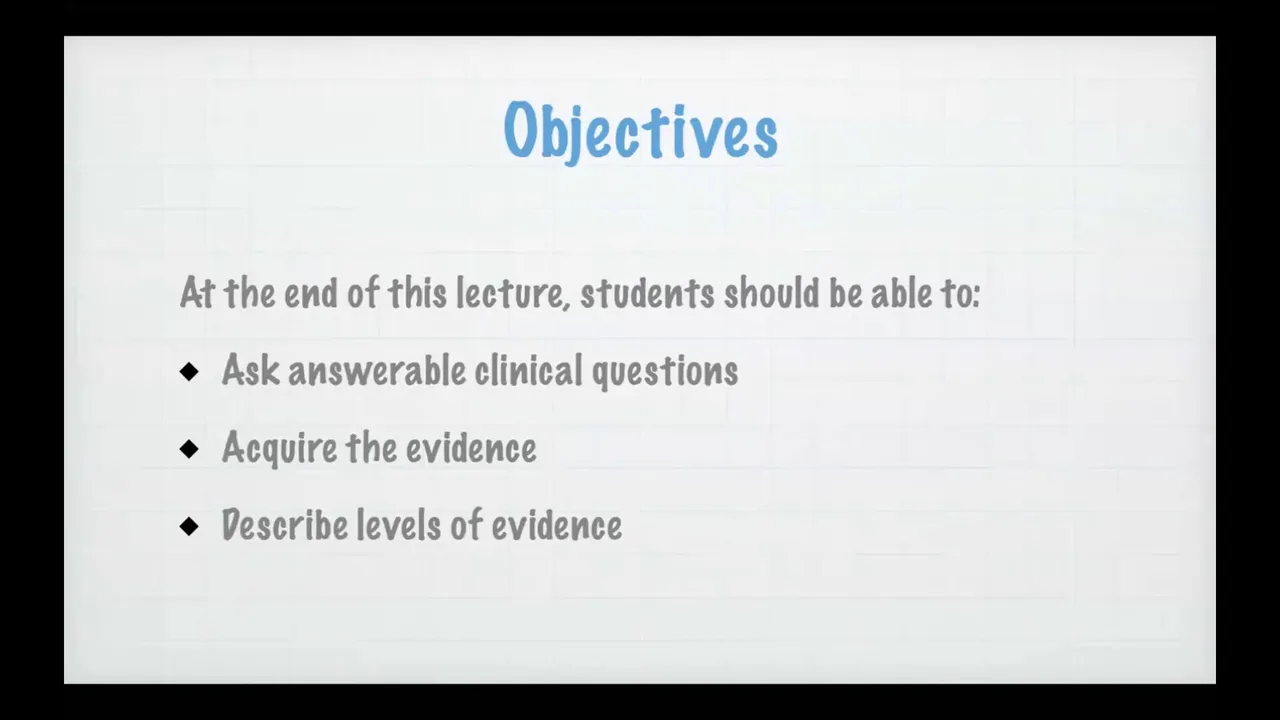 Objectives
At the end of this lecture, students should be able to:
Ask answerable clinical questions
Acquire the evidence
Describe levels of evidence